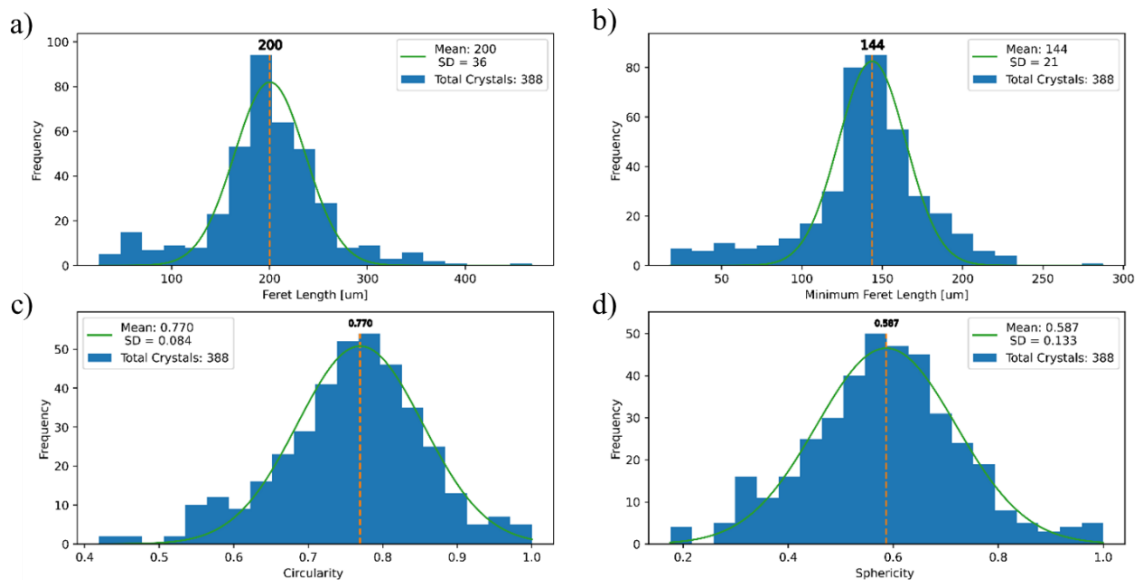 a)
200
Mean: 200
SD = 36
Total Crystals: 388
Frequency
100
80
60
40
20
0
100
200
300
400
Feret Length [um]
b)
144
Mean: 144
SD = 21
Total Crystals: 388
Frequency
80
60
40
20
0
50
100
150
200
250
300
Minimum Feret Length [um]
c)
0.770
Mean: 0.770
SD = 0.084
Total Crystals: 388
Frequency
50
40
30
20
10
0
0.4
0.5
0.6
0.7
0.8
0.9
1.0
Circularity
d)
0.587
Mean: 0.587
SD = 0.133
Total Crystals: 388
Frequency
50
40
30
20
10
0
0.2
0.4
0.6
0.8
1.0
Sphericity